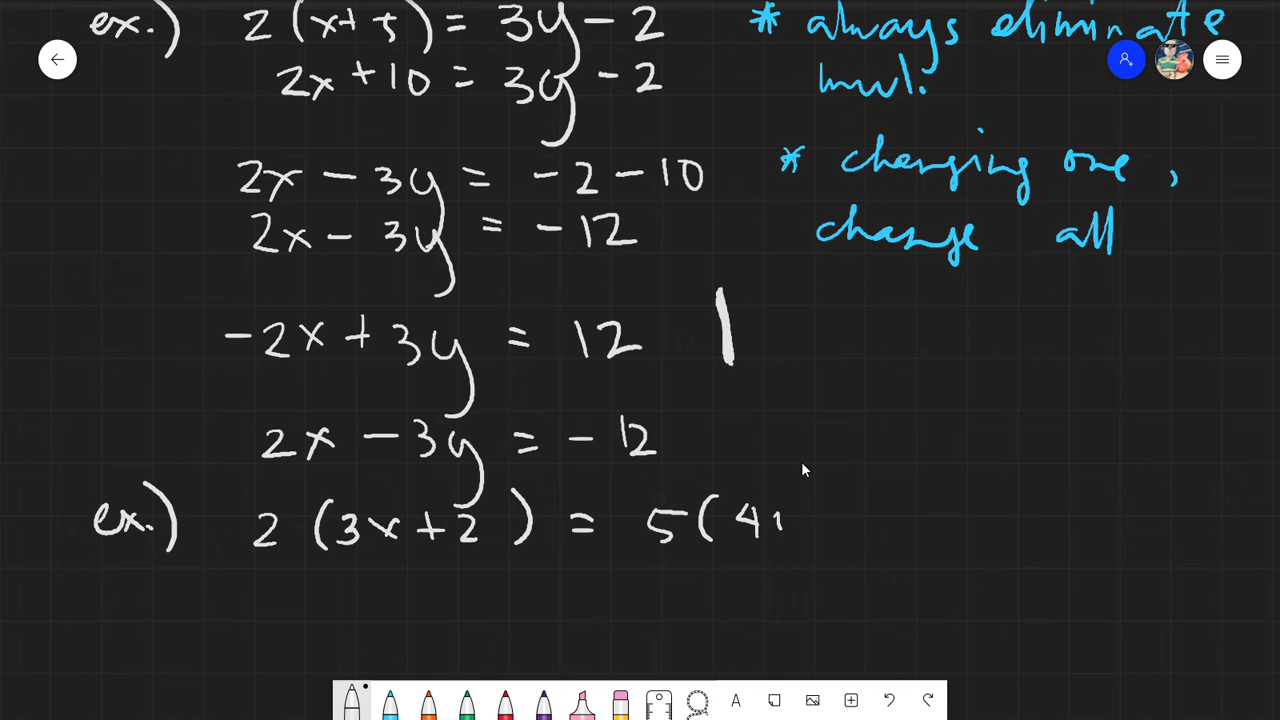 ex.) 2(x+5) = 3y - 2
2x + 10 = 3y - 2
2x - 3y = -2 - 10
2x - 3y = -12
-2x + 3y = 12
2x - 3y = -12
ex.) 2(3x+2) = 5(4
* always eliminate
mul.
* changing one,
change all
A